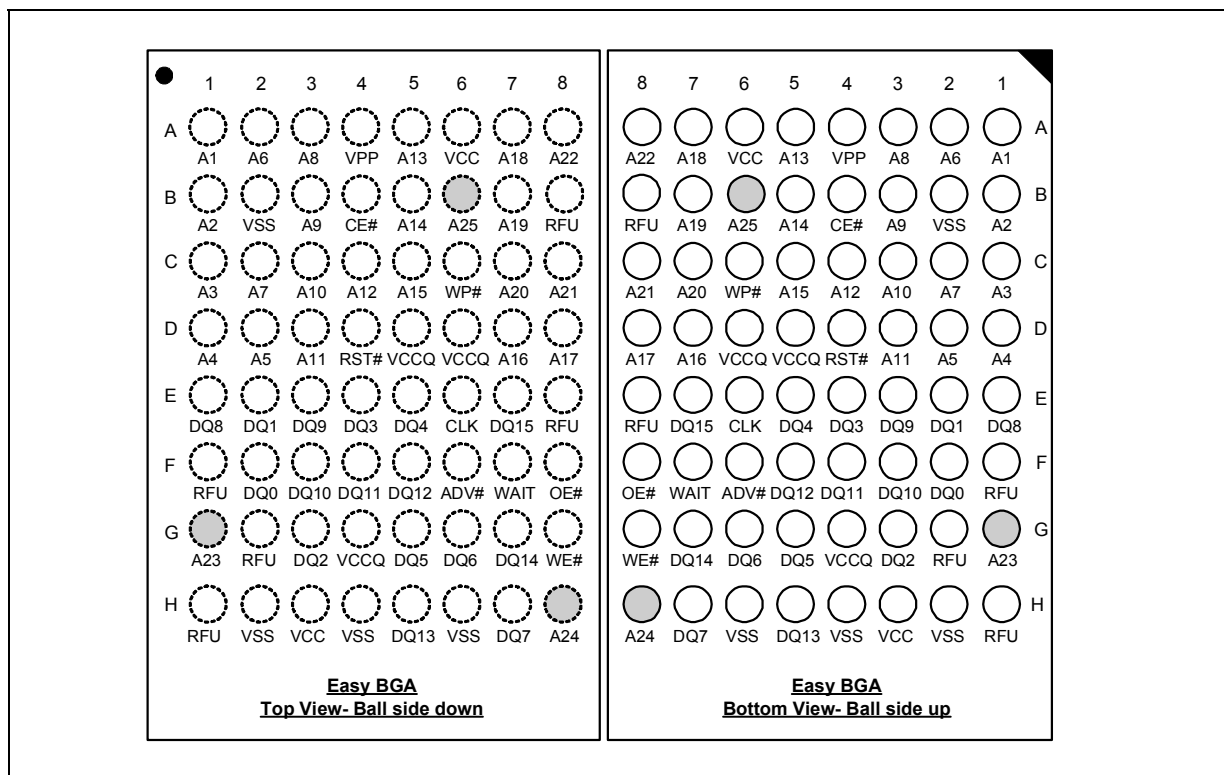 1 2 3 4 5 6 7 8
A
A1 A6 A8 VPP A13 VCC A18 A22
B
A2 VSS A9 CE# A14 A25 A19 RFU
C
A3 A7 A10 A12 A15 WP# A20 A21
D
A4 A5 A11 RST# VCCQ VCCQ A16 A17
E
DQ8 DQ1 DQ9 DQ3 DQ4 CLK DQ15 RFU
F
RFU DQ0 DQ10 DQ11 DQ12 ADV# WAIT OE#
G
A23 RFU DQ2 VCCQ DQ5 DQ6 DQ14 WE#
H
RFU VSS VCC VSS DQ13 VSS DQ7 A24
Easy BGA
Top View- Ball side down
8 7 6 5 4 3 2 1
A
A22 A18 VCC A13 VPP A8 A6 A1
B
RFU A19 A25 A14 CE# A9 VSS A2
C
A21 A20 WP# A15 A12 A10 A7 A3
D
A17 A16 VCCQ VCCQ RST# A11 A5 A4
E
RFU DQ15 CLK DQ4 DQ3 DQ9 DQ1 DQ8
F
OE# WAIT ADV# DQ12 DQ11 DQ10 DQ0 RFU
G
WE# DQ14 DQ6 DQ5 VCCQ DQ2 RFU A23
H
A24 DQ7 VSS DQ13 VSS VCC VSS RFU
Easy BGA
Bottom View- Ball side up